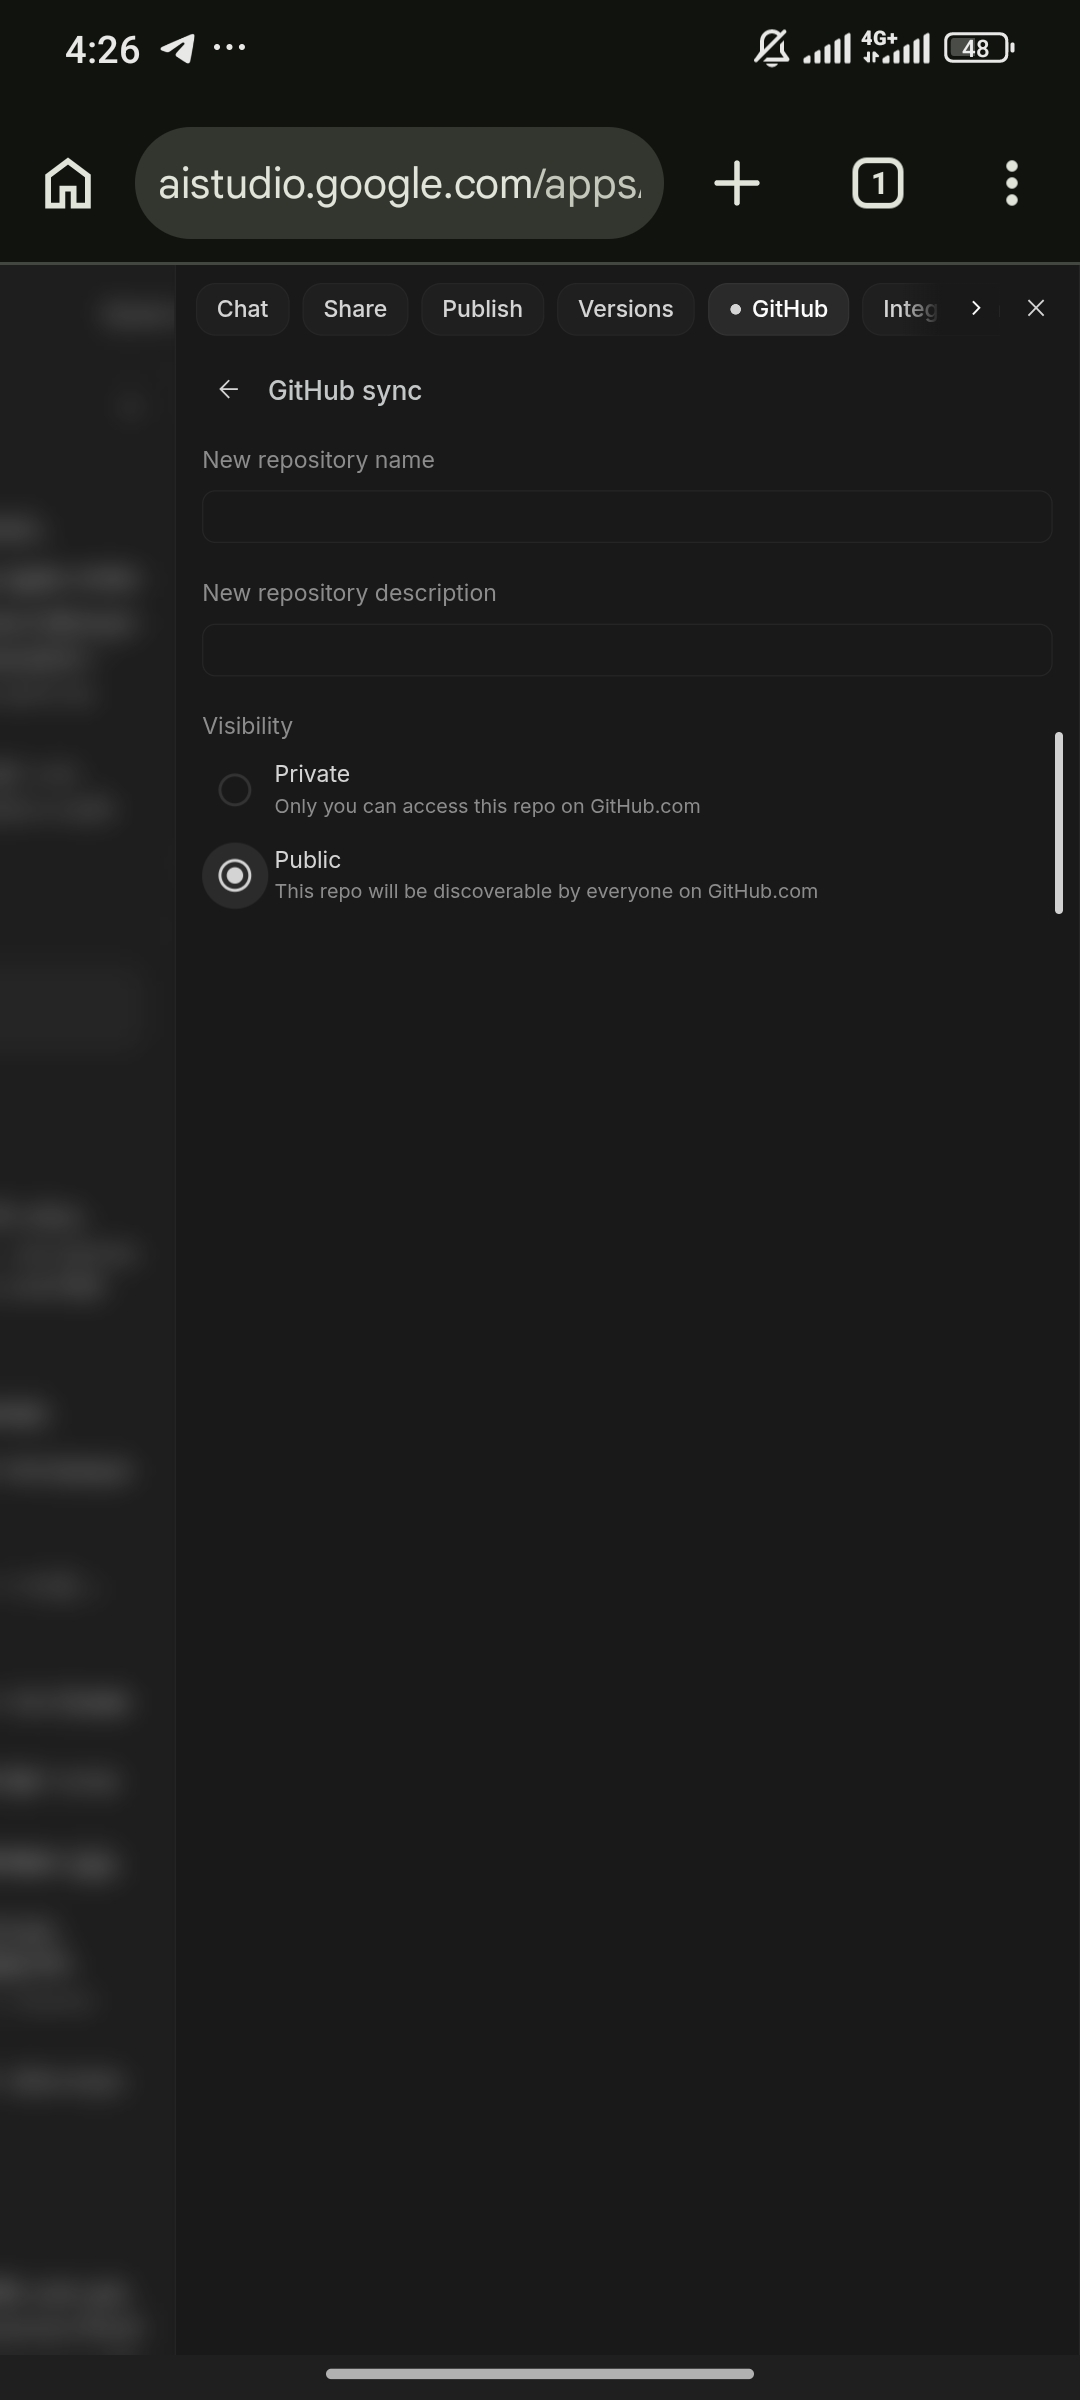 4:26
4G+
48
aistudio.google.com/apps
1
Chat
Share
Publish
Versions
GitHub
Integ
GitHub sync
New repository name
New repository description
Visibility
Private
Only you can access this repo on GitHub.com
Public
This repo will be discoverable by everyone on GitHub.com